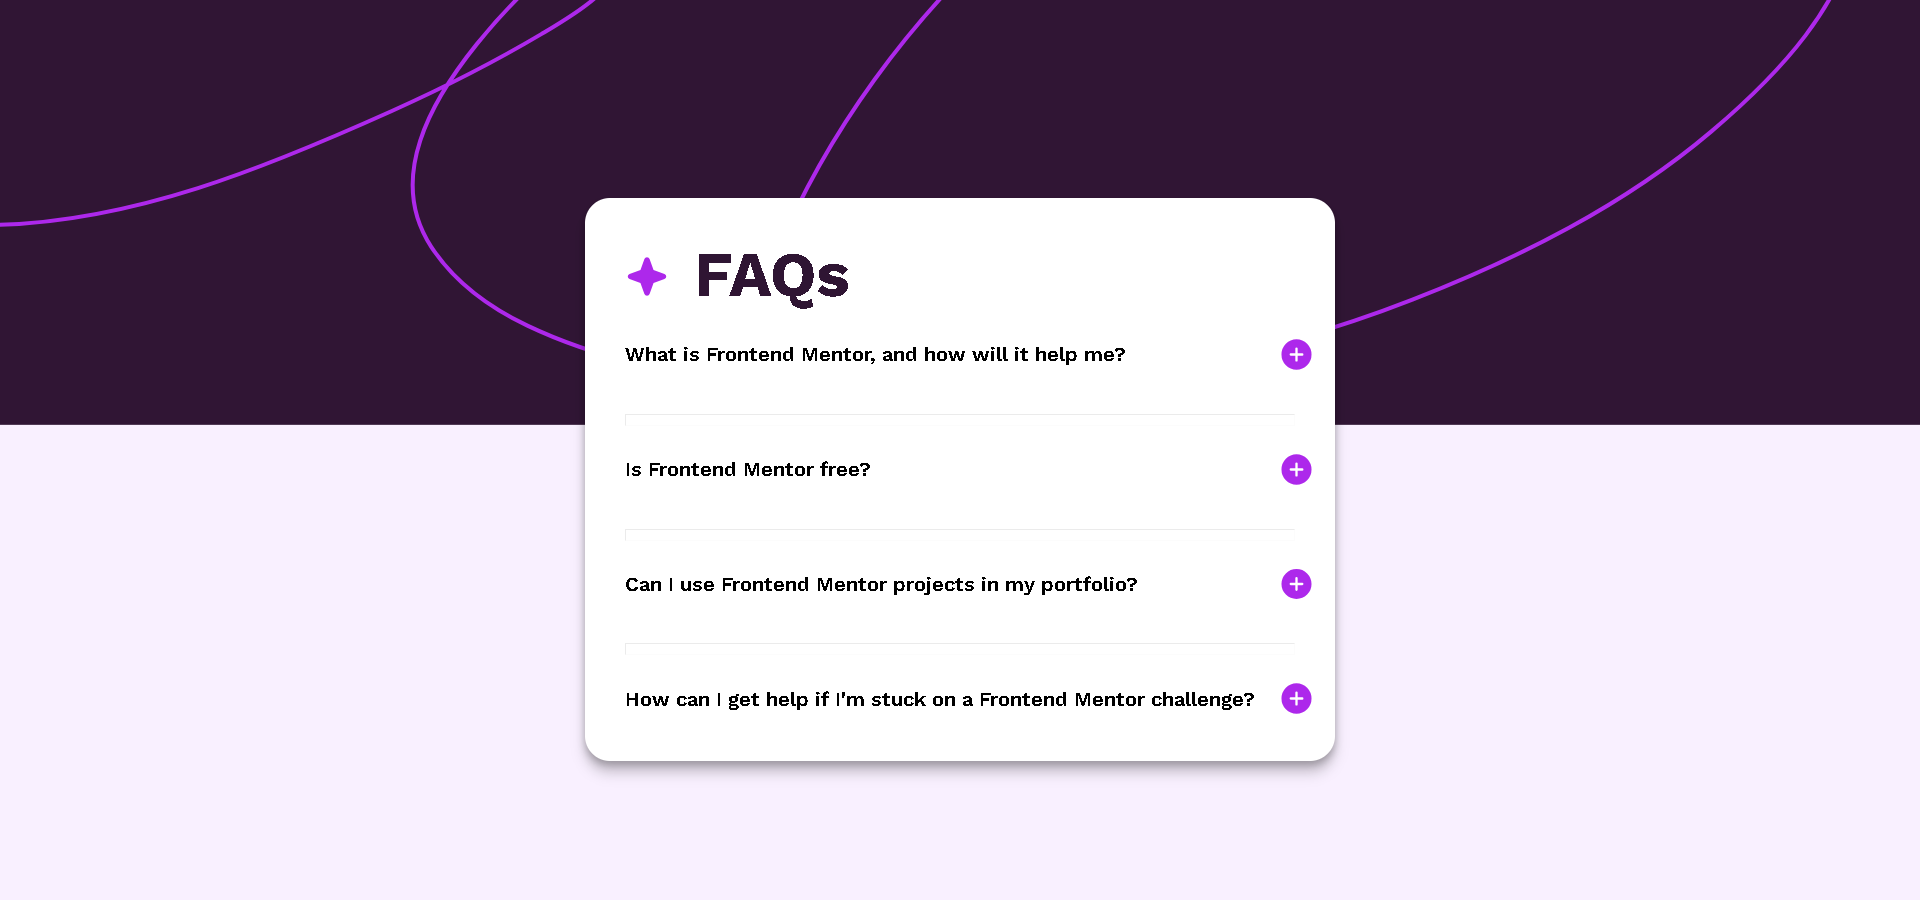 FAQs
What is Frontend Mentor, and how will it help me?
Is Frontend Mentor free?
Can I use Frontend Mentor projects in my portfolio?
How can I get help if I'm stuck on a Frontend Mentor challenge?